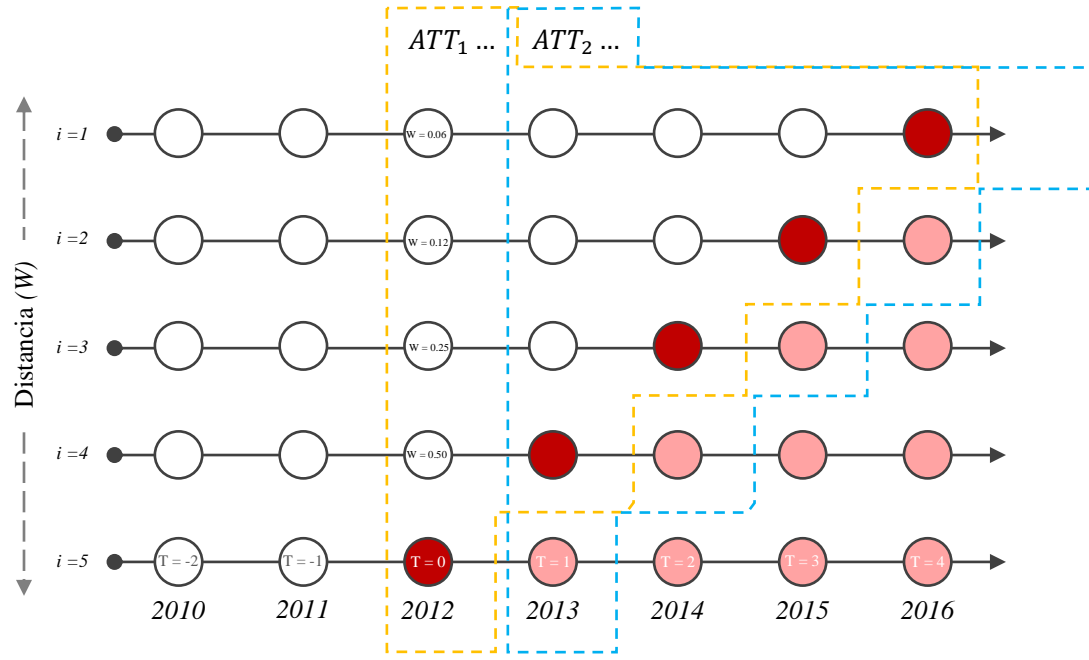 ATT₁ ... ATT₂ ...
Distancia (W)
i =1 W = 0.06
i =2 W = 0.12
i =3 W = 0.25
i =4 W = 0.50
i =5 T = -2 T = -1 T = 0 T = 1 T = 2 T = 3 T = 4
2010 2011 2012 2013 2014 2015 2016